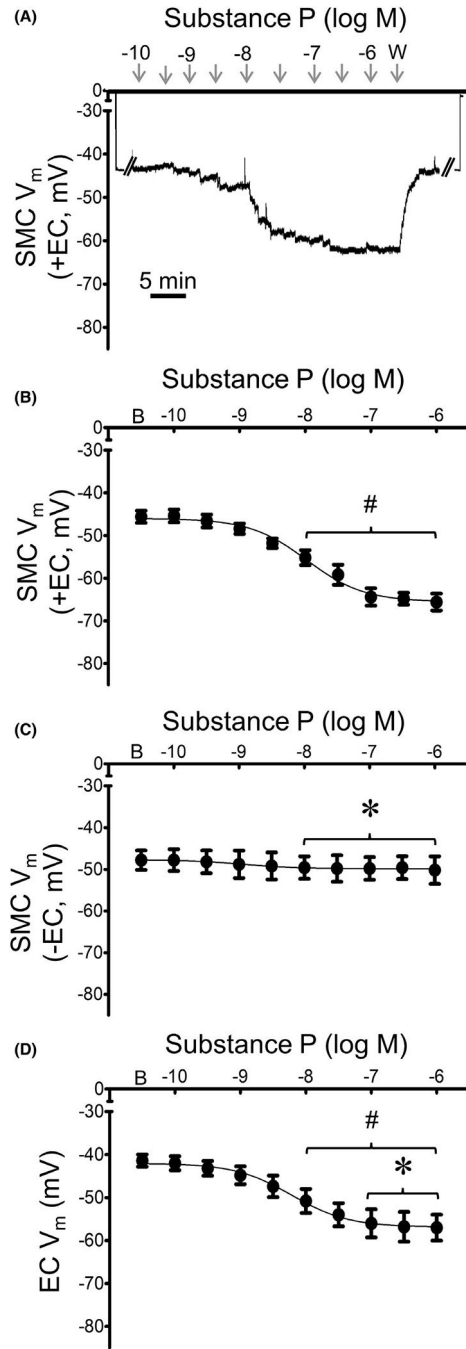 (A)
Substance P (log M)
-10 -9 -8 -7 -6 W
0
-30
-40
-50
-60
-70
-80
SMC Vm
(+EC, mV)
5 min
Substance P (log M)
(B)
B -10 -9 -8 -7 -6
0
-30
-40
-50
-60
-70
-80
SMC Vm
(+EC, mV)
#
Substance P (log M)
(C)
B -10 -9 -8 -7 -6
0
-30
-40
-50
-60
-70
-80
SMC Vm
(-EC, mV)
*
Substance P (log M)
(D)
B -10 -9 -8 -7 -6
0
-30
-40
-50
-60
-70
-80
EC Vm (mV)
#
*